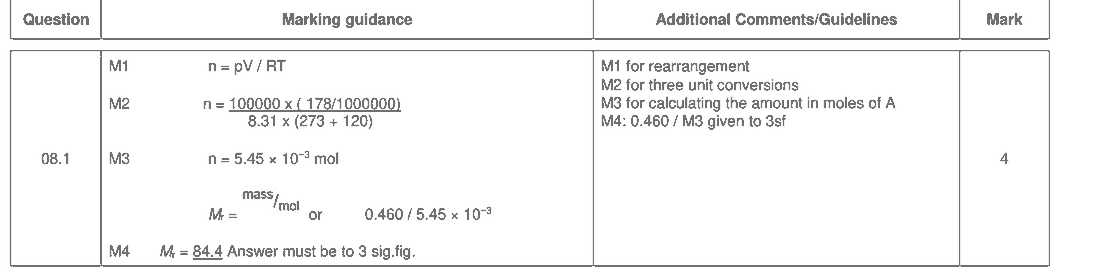 Question Marking guidance Additional Comments/Guidelines Mark
M1 n = pV / RT
M2 n = 100000 x ( 178/1000000)
8.31 x (273 + 120)
08.1 M3 n = 5.45 × 10⁻³ mol
Mr = mass/mol or 0.460 / 5.45 × 10⁻³
M4 Mr = 84.4 Answer must be to 3 sig.fig.
M1 for rearrangement
M2 for three unit conversions
M3 for calculating the amount in moles of A
M4: 0.460 / M3 given to 3sf
4